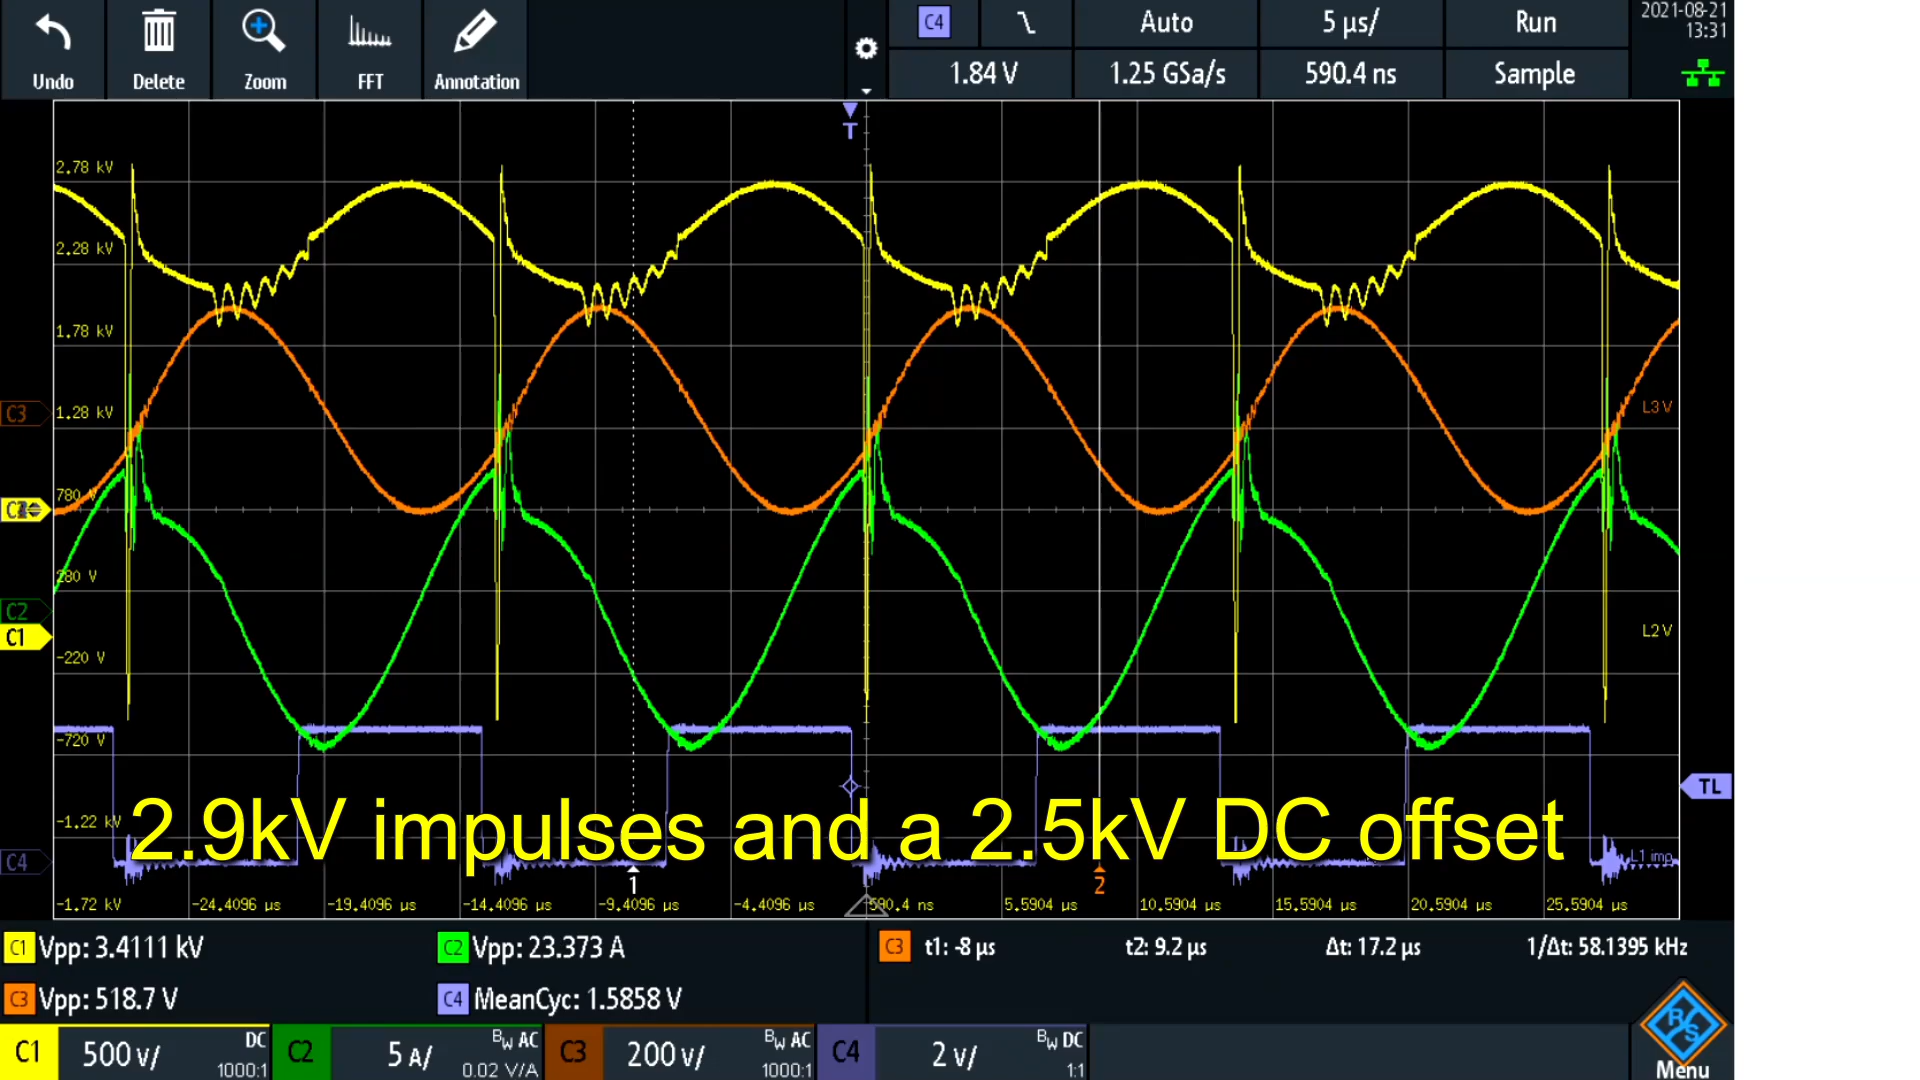 C4
Auto
5 µs/
Run
2021-08-21
13:31
Undo
Delete
Zoom
FFT
Annotation
1.84 V
1.25 GSa/s
590.4 ns
Sample
T
2.78 kV
2.28 kV
1.78 kV
C3
1.28 kV
L3 V
780 V
280 V
C2
C1
L2 V
-220 V
-720 V
TL
-1.22 kV
2.9kV impulses and a 2.5kV DC offset
C4
L1 imp
1
2
-1.72 kV
-24.4096 µs
-19.4096 µs
-14.4096 µs
-9.4096 µs
-4.4096 µs
590.4 ns
5.5904 µs
10.5904 µs
15.5904 µs
20.5904 µs
25.5904 µs
C1 Vpp: 3.4111 kV
C2 Vpp: 23.373 A
C3 t1: -8 µs t2: 9.2 µs Δt: 17.2 µs 1/Δt: 58.1395 kHz
C3 Vpp: 518.7 V
C4 MeanCyc: 1.5858 V
C1 500 V/ DC 1000:1
C2 5 A/ BW AC 0.02 V/A
C3 200 V/ BW AC 1000:1
C4 2 V/ BW DC 1:1
R&S
Menu